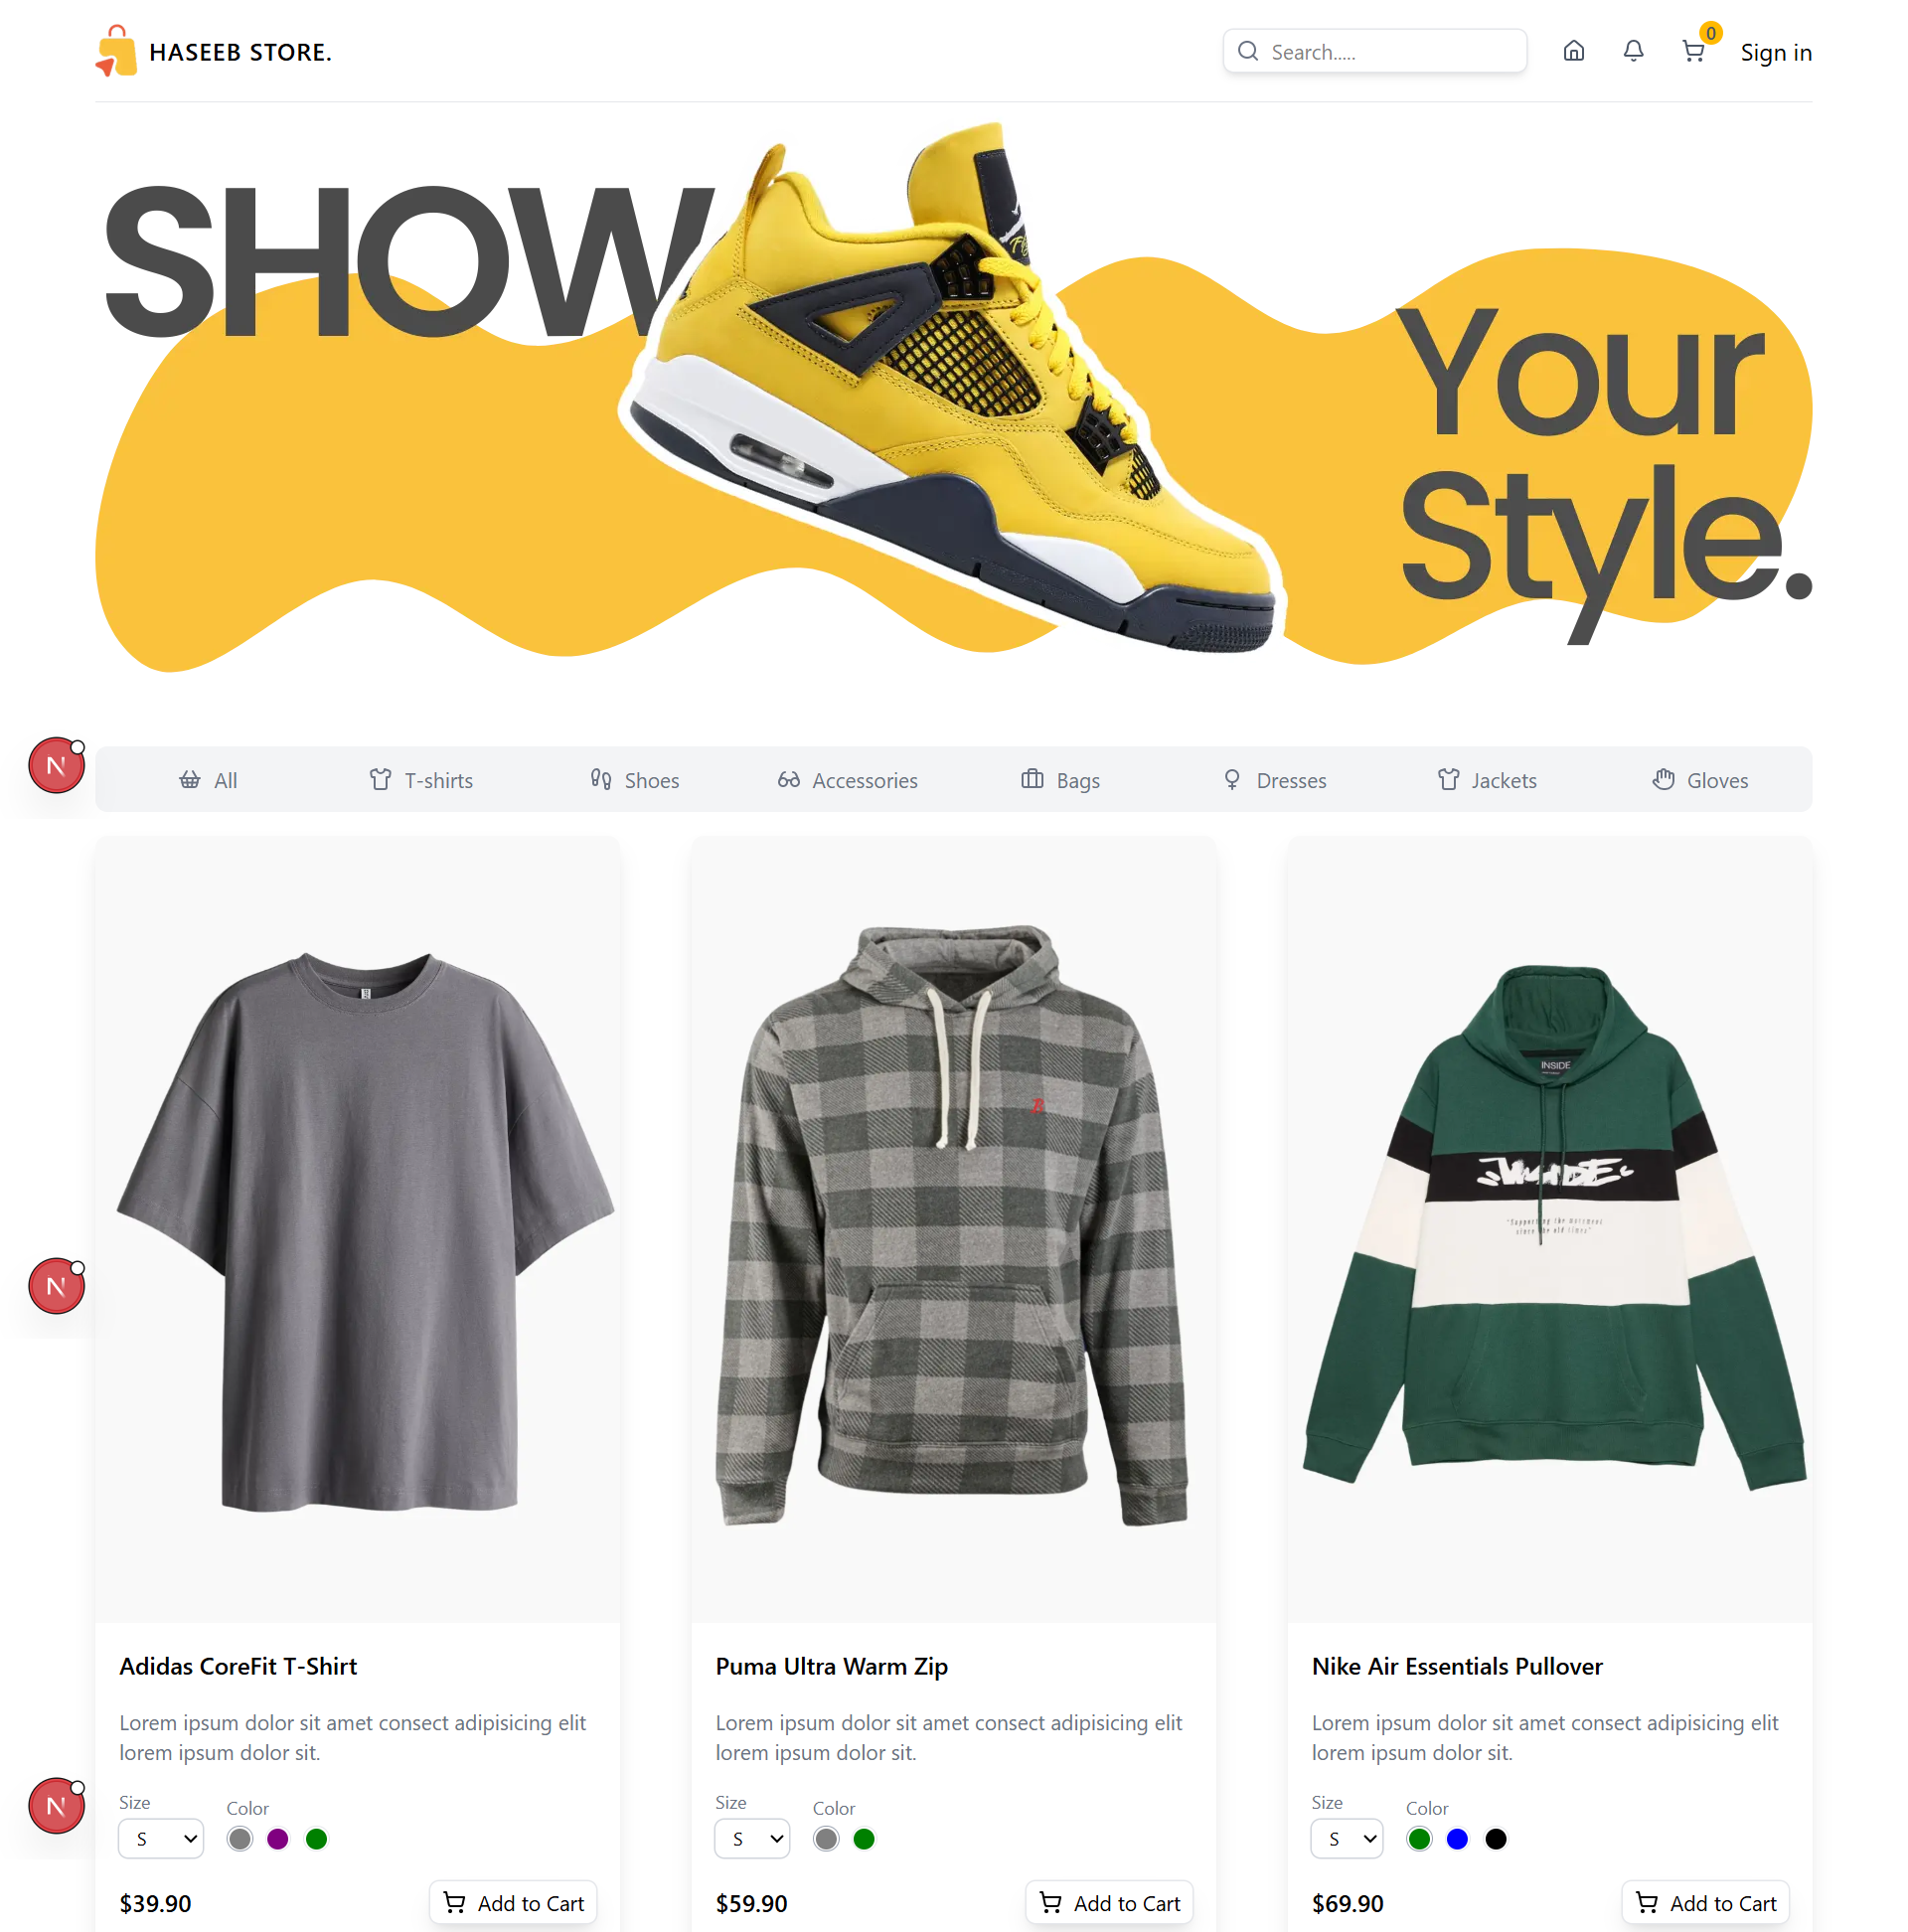 HASEEB STORE.
Search.....
0
Sign in
SHOW
Your
Style.
N
All
T-shirts
Shoes
Accessories
Bags
Dresses
Jackets
Gloves
INSIDE
N
Adidas CoreFit T-Shirt
Lorem ipsum dolor sit amet consect adipisicing elit
lorem ipsum dolor sit.
Size
Color
S
$39.90
Add to Cart
Puma Ultra Warm Zip
Lorem ipsum dolor sit amet consect adipisicing elit
lorem ipsum dolor sit.
Size
Color
S
$59.90
Add to Cart
Nike Air Essentials Pullover
Lorem ipsum dolor sit amet consect adipisicing elit
lorem ipsum dolor sit.
Size
Color
S
$69.90
Add to Cart
N